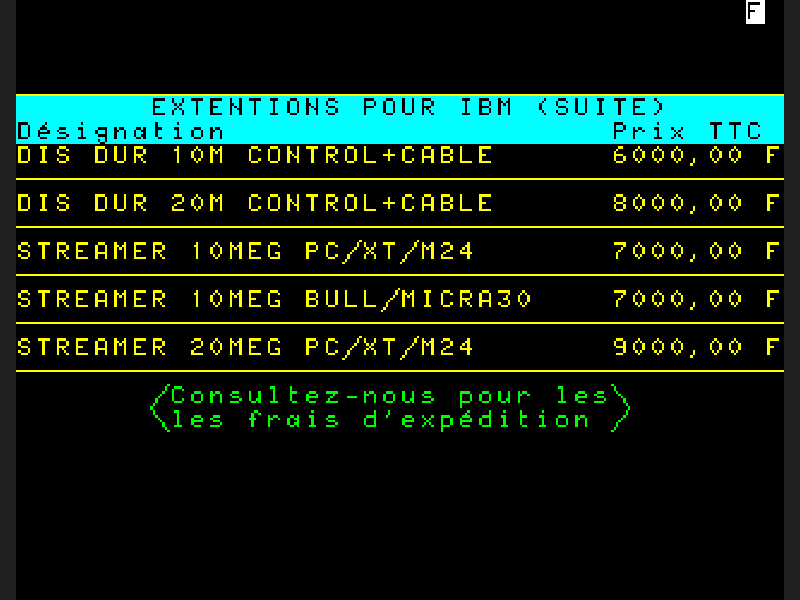 F
EXTENTIONS POUR IBM (SUITE)
Désignation Prix TTC
DIS DUR 10M CONTROL+CABLE 6000,00 F
DIS DUR 20M CONTROL+CABLE 8000,00 F
STREAMER 10MEG PC/XT/M24 7000,00 F
STREAMER 10MEG BULL/MICRA30 7000,00 F
STREAMER 20MEG PC/XT/M24 9000,00 F
Consultez-nous pour les
les frais d'expédition